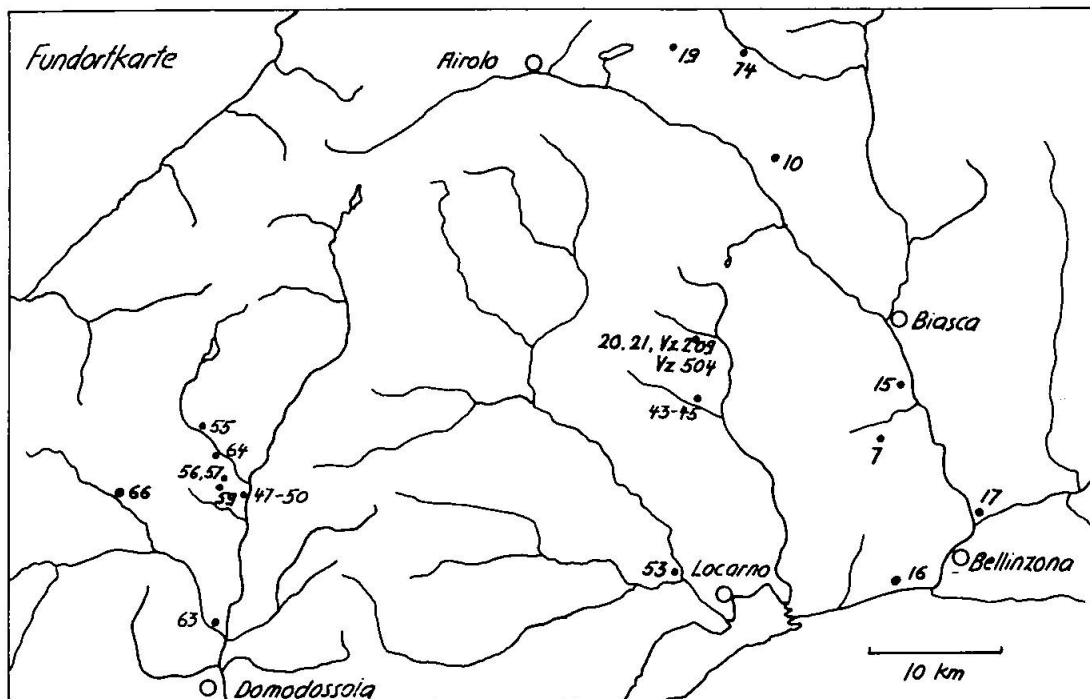 Fundortkarte
Airolo
19
74
10
Biasca
20.21, Vz 209
Vz 504
15
43-45
7
55
64
56,57
66
59
47-50
17
53
Locarno
16
Bellinzona
63
10 km
Domodossola